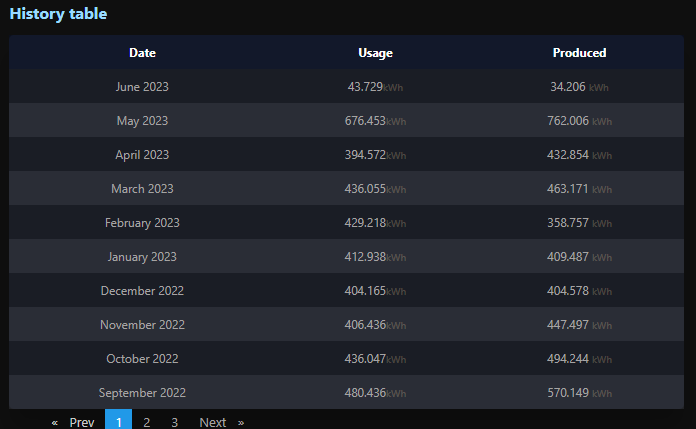 History table
Date Usage Produced
June 2023 43.729kWh 34.206 kWh
May 2023 676.453kWh 762.006 kWh
April 2023 394.572kWh 432.854 kWh
March 2023 436.055kWh 463.171 kWh
February 2023 429.218kWh 358.757 kWh
January 2023 412.938kWh 409.487 kWh
December 2022 404.165kWh 404.578 kWh
November 2022 406.436kWh 447.497 kWh
October 2022 436.047kWh 494.244 kWh
September 2022 480.436kWh 570.149 kWh
« Prev 1 2 3 Next »